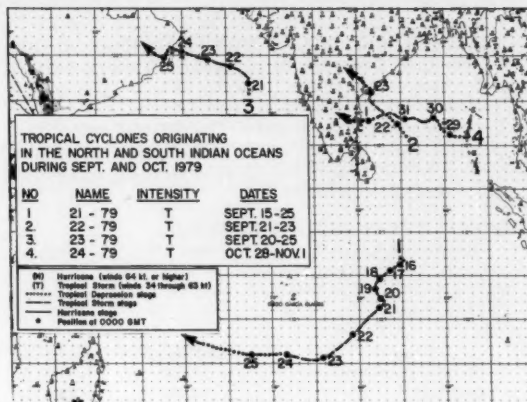 24
23
22
25
21
3
23
22
31
30
29
4
2
TROPICAL CYCLONES ORIGINATING
IN THE NORTH AND SOUTH INDIAN OCEANS
DURING SEPT. AND OCT. 1979
NO. NAME INTENSITY DATES
1 21 - 79 T SEPT. 15-25
2. 22 - 79 T SEPT. 21-23
3. 23 - 79 T SEPT. 20-25
4. 24 - 79 T OCT. 28-NOV. 1
(H) Hurricane (winds 64 kt. or higher)
(T) Tropical Storm (winds 34 through 63 kt)
Tropical Depression stage
Tropical Storm stage
Hurricane stage
Position at 0000 GMT
1
16
17
18
19
20
21
22
23
24
25